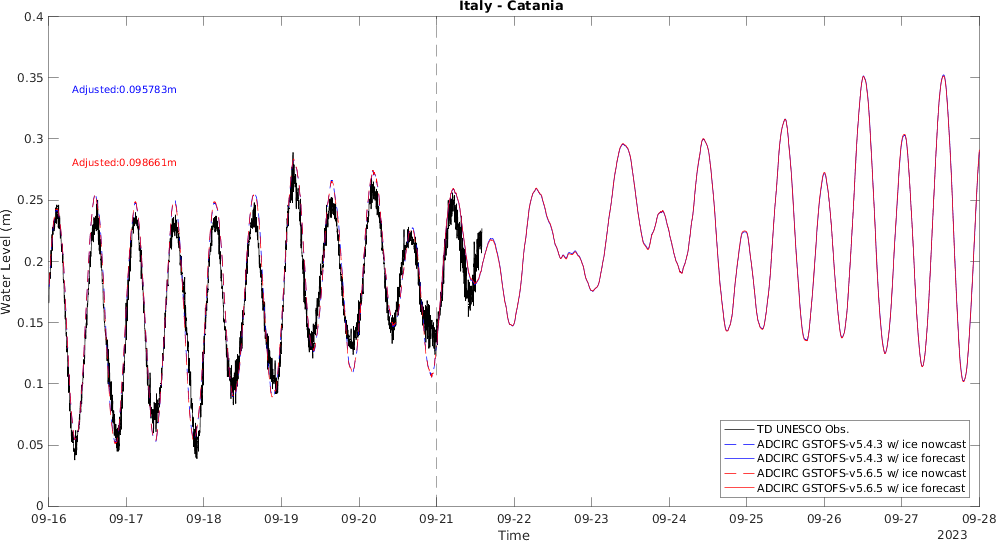 Italy - Catania
0.4
0.35
0.3
0.25
0.2
0.15
0.1
0.05
0
Water Level (m)
Adjusted:0.095783m
Adjusted:0.098661m
TD UNESCO Obs.
ADCIRC GSTOFS-v5.4.3 w/ ice nowcast
ADCIRC GSTOFS-v5.4.3 w/ ice forecast
ADCIRC GSTOFS-v5.6.5 w/ ice nowcast
ADCIRC GSTOFS-v5.6.5 w/ ice forecast
09-16 09-17 09-18 09-19 09-20 09-21 09-22 09-23 09-24 09-25 09-26 09-27 09-28
Time
2023